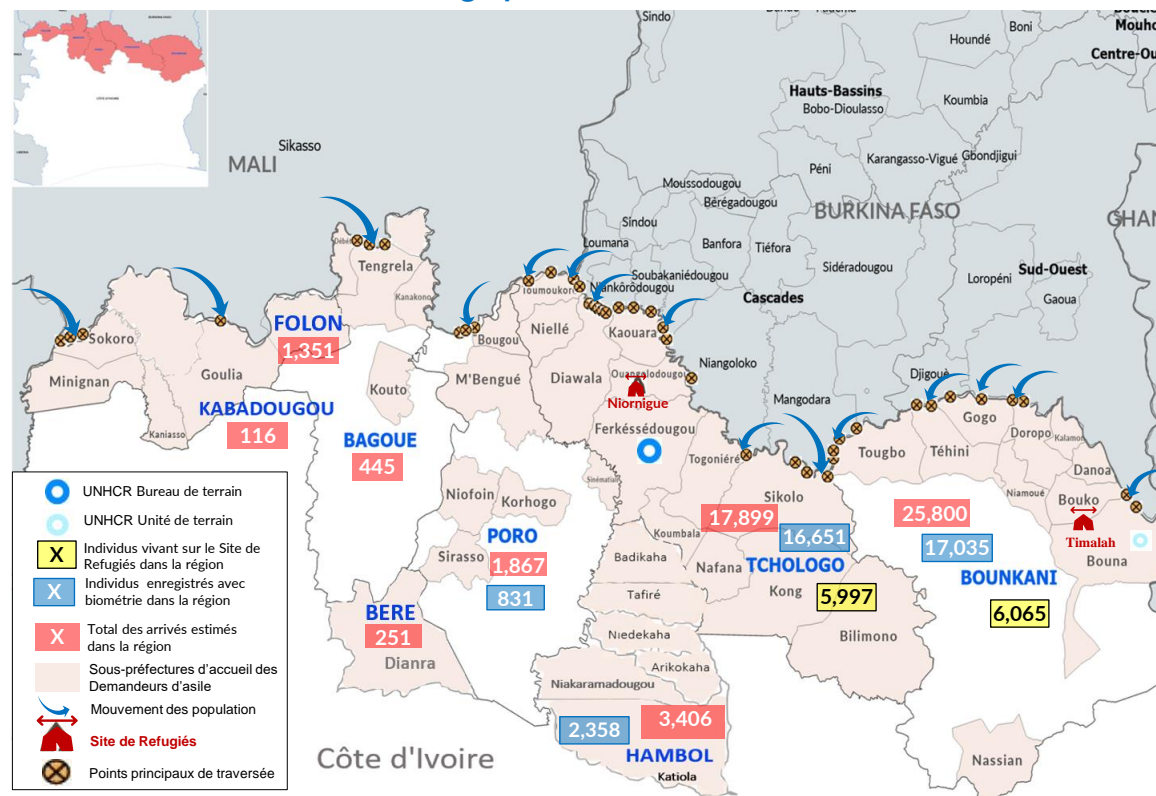 Sindo
Houndé
Boni
Mouho
Centre-Ou
Hauts-Bassins
Bobo-Dioulasso
Koumbia
CÔTE D'IVOIRE
MALI
Sikasso
Péni
Karangasso-Vigué
Gbondjigui
Moussodougou
Bérégadougou
BURKINA FASO
GHAN
Sindou
Loumana
Banfora
Tiéfora
Sidéradougou
Soubakaniédougou
Niankôrôdougou
Loropéni
Sud-Ouest
Gaoua
Cascades
Tengrela
Kanakono
Toumoukoro
Niellé
Kaouara
Sokoro
FOLON
1,351
Bougou
Niangoloko
Djigouè
Minignan
Goulia
Kouto
M'Bengué
Diawala
Ouangolodougou
Niornigue
Mangodara
Gogo
KABADOUGOU
116
Kaniasso
BAGOUE
445
Ferkéssédougou
Togoniéré
Tougbo
Téhini
Doropo
Kalamon
Danoa
Sinématiali
Niofoin
Korhogo
Sikolo
Niamoué
Bouko
17,899
16,651
25,800
17,035
Timalah
Bouna
PORO
1,867
831
Sirasso
Koumbala
Badikaha
Nafana
TCHOLOGO
BOUNKANI
Tafiré
Kong
5,997
6,065
BERE
251
Dianra
Niedekaha
Bilimono
Arikokaha
Niakaramadougou
2,358
3,406
HAMBOL
Katiola
Nassian
Côte d'Ivoire
UNHCR Bureau de terrain
UNHCR Unité de terrain
X
Individus vivant sur le Site de
Refugiés dans la région
X
Individus enregistrés avec
biométrie dans la région
X
Total des arrivés estimés
dans la région
Sous-préfectures d'accueil des
Demandeurs d'asile
Mouvement des population
Site de Refugiés
Points principaux de traversée